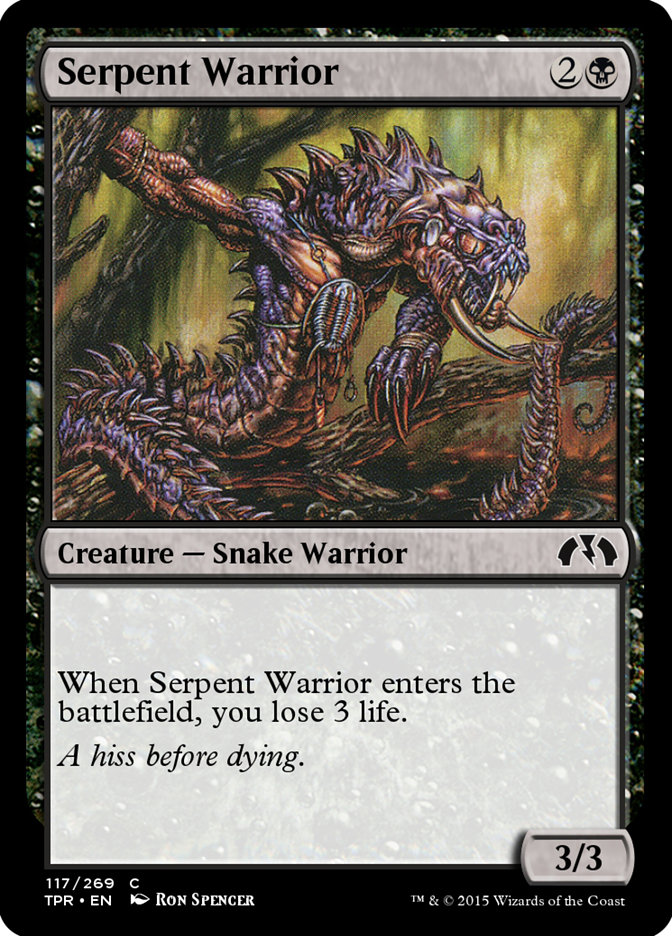 Serpent Warrior 2
Creature — Snake Warrior
When Serpent Warrior enters the
battlefield, you lose 3 life.
A hiss before dying.
3/3
117/269 C
TPR • EN Ron Spencer ™ & © 2015 Wizards of the Coast